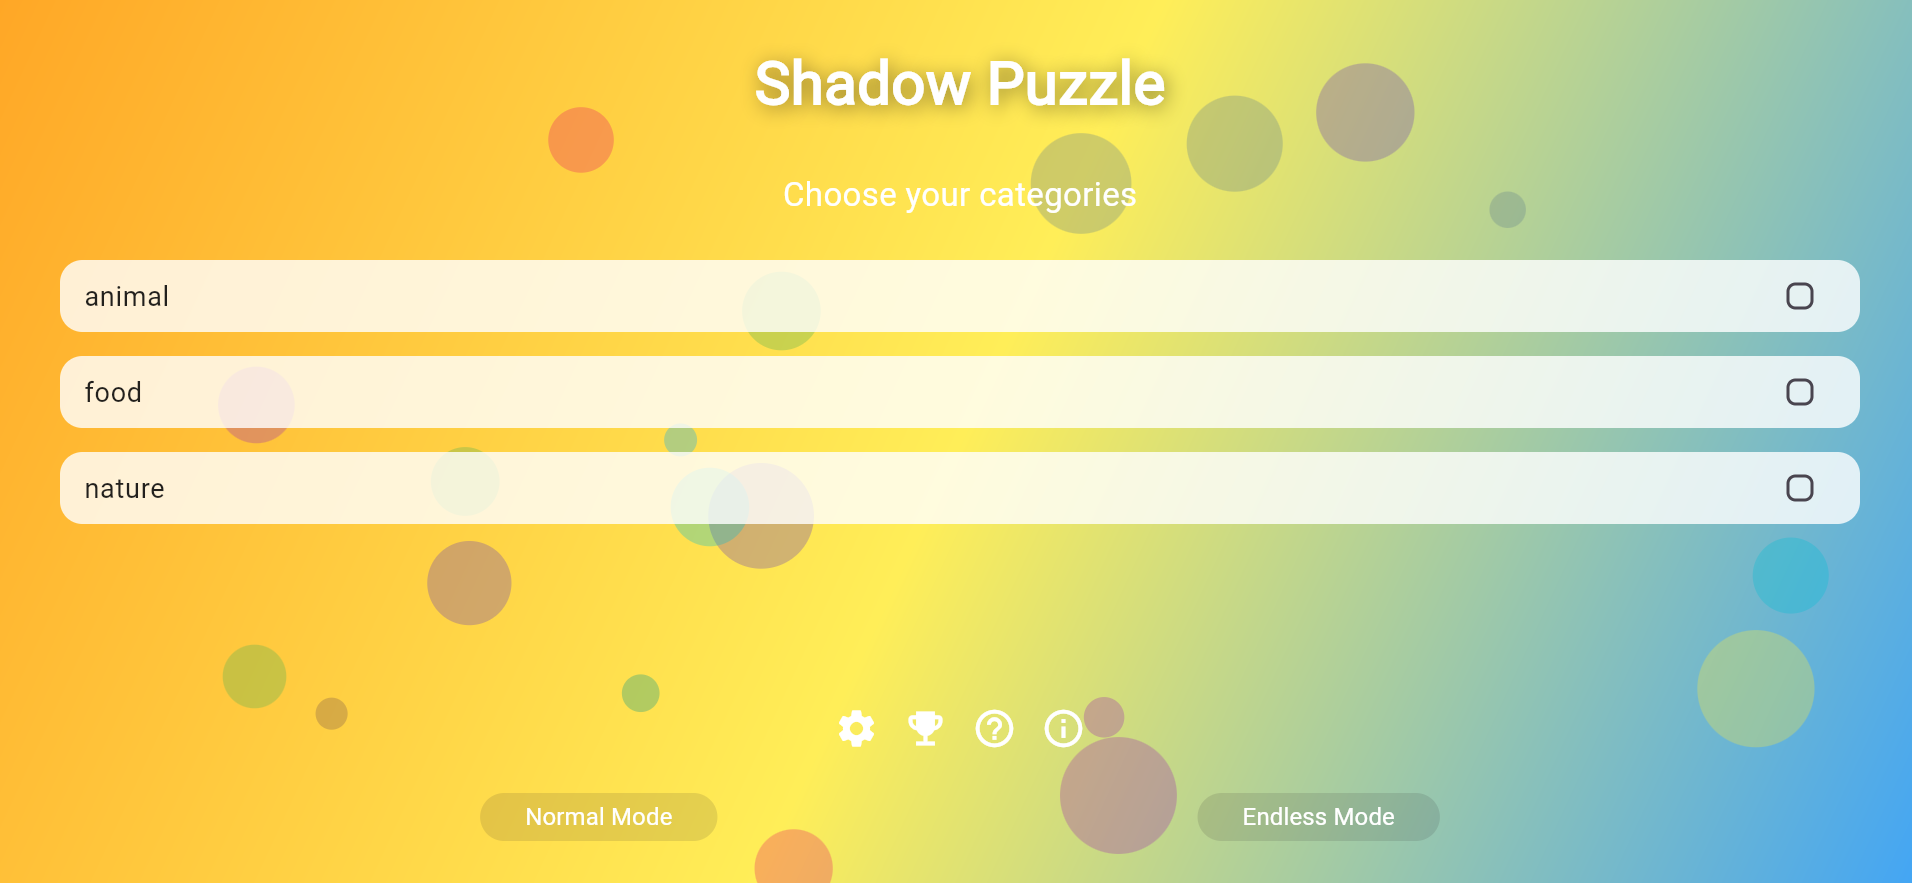 Shadow Puzzle
Choose your categories
animal
food
nature
Normal Mode
Endless Mode